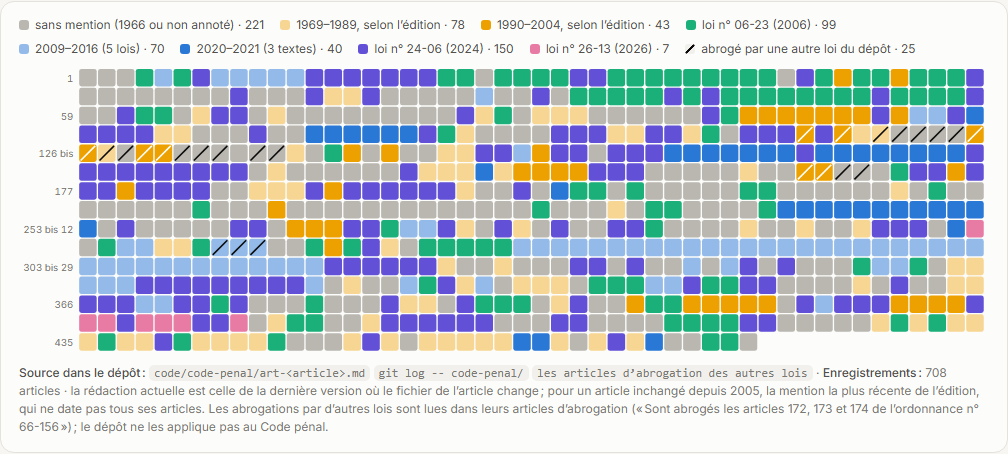 sans mention (1966 ou non annoté) · 221 1969–1989, selon l’édition · 78 1990–2004, selon l’édition · 43 loi n° 06-23 (2006) · 99
2009–2016 (5 lois) · 70 2020–2021 (3 textes) · 40 loi n° 24-06 (2024) · 150 loi n° 26-13 (2026) · 7 abrogé par une autre loi du dépôt · 25
1
59
126 bis
177
253 bis 12
303 bis 29
366
435
Source dans le dépôt : code/code-penal/art-<article>.md git log -- code-penal/ les articles d’abrogation des autres lois · Enregistrements : 708
articles · la rédaction actuelle est celle de la dernière version où le fichier de l’article change ; pour un article inchangé depuis 2005, la mention la plus récente de l’édition,
qui ne date pas tous ses articles. Les abrogations par d’autres lois sont lues dans leurs articles d’abrogation (« Sont abrogés les articles 172, 173 et 174 de l’ordonnance n°
66-156 ») ; le dépôt ne les applique pas au Code pénal.